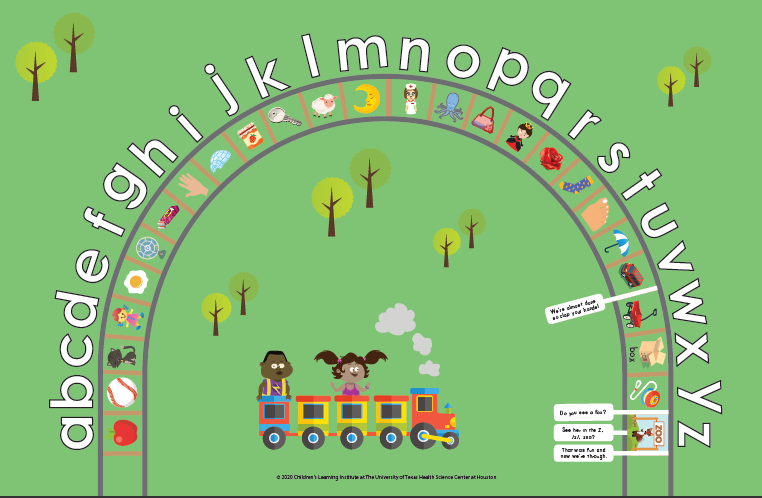 a b c d e f g h i j k l m n o p q r s t u v w x y z
We're almost done
so clap your hands!
box
Do you see a fox?
See her in the Z,
/z/, zoo?
ZOO
That was fun and
now we're through.
© 2020 Children's Learning Institute at The University of Texas Health Science Center at Houston